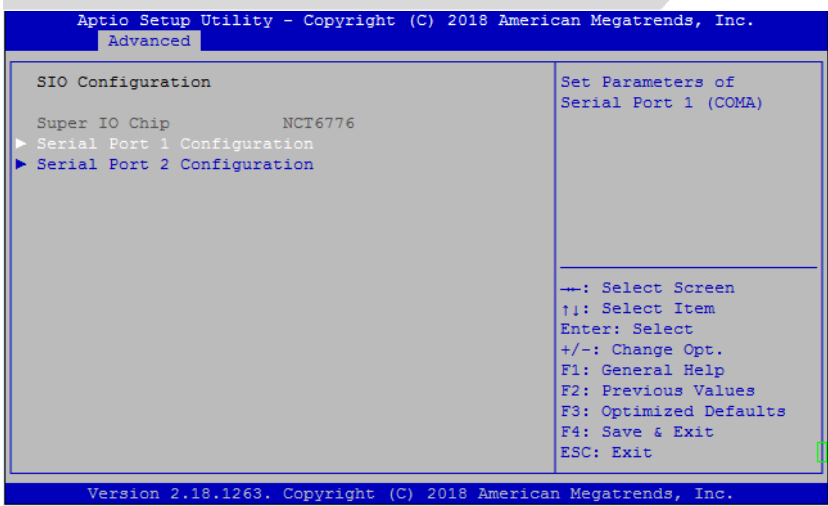 Aptio Setup Utility - Copyright (C) 2018 American Megatrends, Inc.
Advanced
SIO Configuration
Super IO Chip NCT6776
► Serial Port 1 Configuration
► Serial Port 2 Configuration
Set Parameters of
Serial Port 1 (COMA)
→←: Select Screen
↑↓: Select Item
Enter: Select
+/-: Change Opt.
F1: General Help
F2: Previous Values
F3: Optimized Defaults
F4: Save & Exit
ESC: Exit
Version 2.18.1263. Copyright (C) 2018 American Megatrends, Inc.